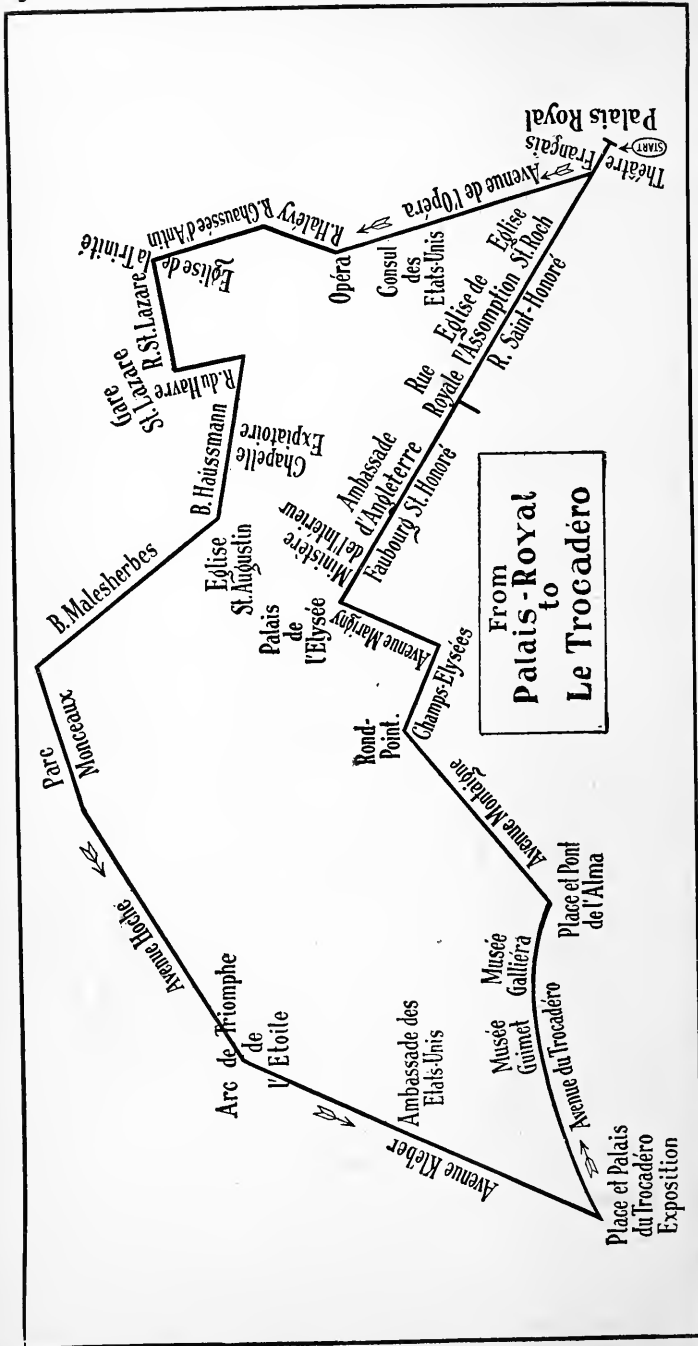 Palais Royal
START
Théâtre Français
Avenue de l'Opéra
R. Halévy
R. Chaussée d'Antin
Eglise de
la Trinité
R. St. Lazare
Gare
St. Lazare
R. du Havre
B. Haussmann
Chapelle
Expiatoire
Opéra
Consul
des
Etats-Unis
Eglise
St. Roch
Eglise de
l'Assomption
R. Saint-Honoré
Rue
Royale
Ambassade
d'Angleterre
Faubourg St. Honoré
Ministère
de l'Intérieur
Eglise
St. Augustin
Palais
de
l'Elysée
B. Malesherbes
Parc
Monceaux
Avenue Marigny
Champs-Elysées
Rond-
Point.
Avenue Montaigne
Place et Pont
de l'Alma
Musée
Galliéra
Musée
Guimet
Avenue du Trocadéro
Avenue Hoche
Arc de Triomphe
de
l'Etoile
Ambassade des
Etats-Unis
Avenue Kleber
Place et Palais
du Trocadéro
Exposition
From
Palais-Royal
to
Le Trocadéro